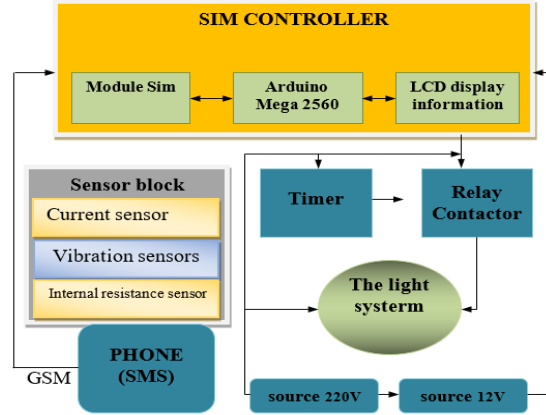 SIM CONTROLLER
Module Sim
Arduino
Mega 2560
LCD display
information
Sensor block
Current sensor
Vibration sensors
Internal resistance sensor
Timer
Relay
Contactor
The light
systerm
PHONE
(SMS)
GSM
source 220V
source 12V